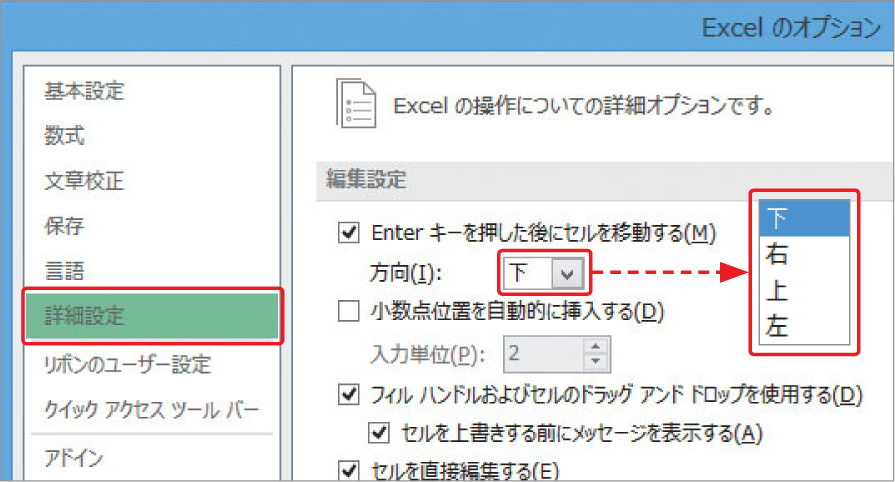 Excel のオプション
基本設定
数式
文章校正
保存
言語
詳細設定
リボンのユーザー設定
クイック アクセス ツール バー
アドイン
Excel の操作についての詳細オプションです。
編集設定
Enter キーを押した後にセルを移動する(M)
方向(I): 下
下
右
上
左
小数点位置を自動的に挿入する(D)
入力単位(P): 2
フィル ハンドルおよびセルのドラッグ アンド ドロップを使用する(D)
セルを上書きする前にメッセージを表示する(A)
セルを直接編集する(E)